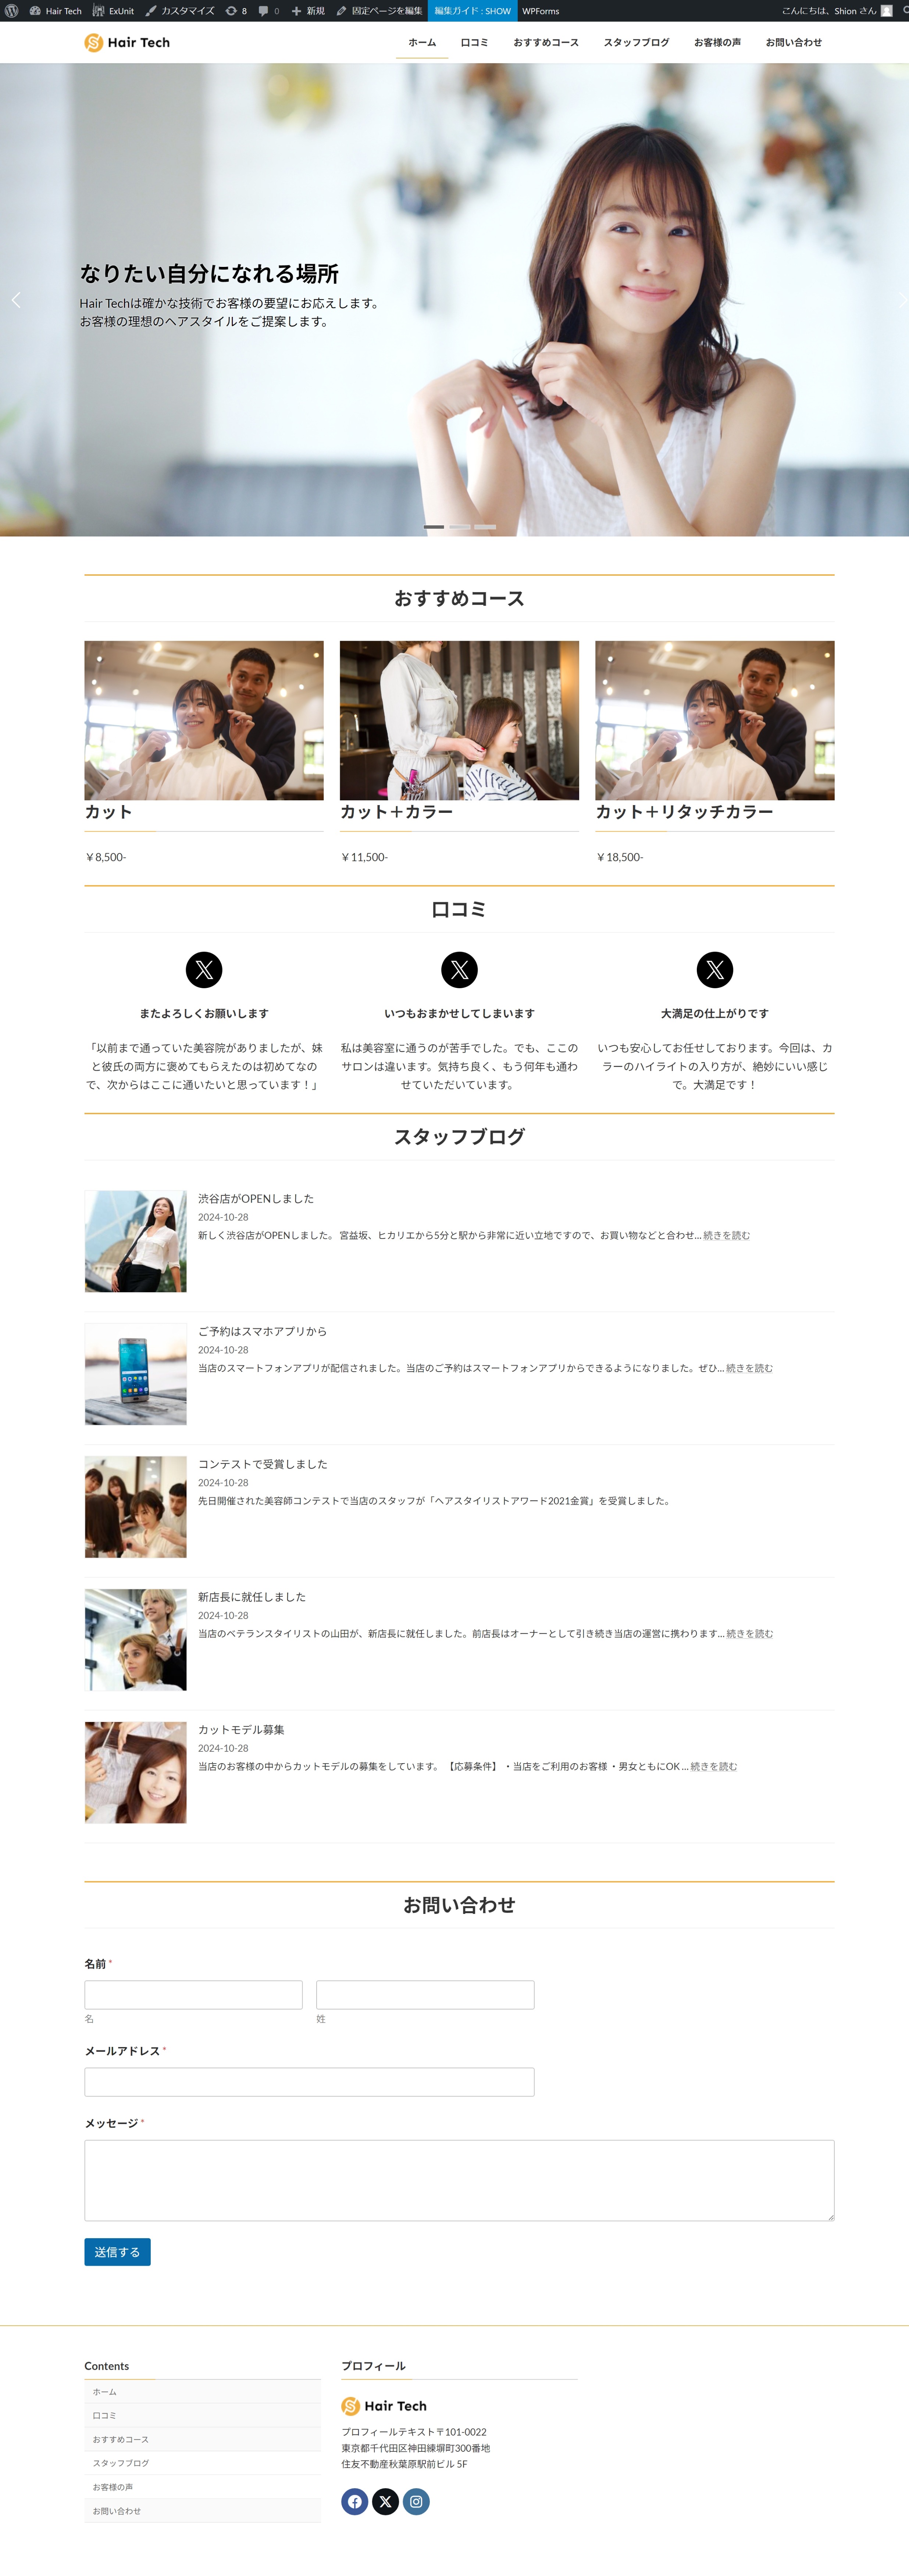 Hair Tech ExUnit カスタマイズ 8 0 新規 固定ページを編集 編集ガイド : SHOW WPForms こんにちは、Shion さん
Hair Tech ホーム 口コミ おすすめコース スタッフブログ お客様の声 お問い合わせ
なりたい自分になれる場所
Hair Techは確かな技術でお客様の要望にお応えします。
お客様の理想のヘアスタイルをご提案します。
おすすめコース
カット
￥8,500-
カット＋カラー
￥11,500-
カット＋リタッチカラー
￥18,500-
口コミ
またよろしくお願いします
「以前まで通っていた美容院がありましたが、妹
と彼氏の両方に褒めてもらえたのは初めてなの
で、次からはここに通いたいと思っています！」
いつもおまかせしてしまいます
私は美容室に通うのが苦手でした。でも、ここの
サロンは違います。気持ち良く、もう何年も通わ
せていただいています。
大満足の仕上がりです
いつも安心してお任せしております。今回は、カ
ラーのハイライトの入り方が、絶妙にいい感じ
で。大満足です！
スタッフブログ
渋谷店がOPENしました
2024-10-28
新しく渋谷店がOPENしました。 宮益坂、ヒカリエから5分と駅から非常に近い立地ですので、お買い物などと合わせ... 続きを読む
ご予約はスマホアプリから
2024-10-28
当店のスマートフォンアプリが配信されました。当店のご予約はスマートフォンアプリからできるようになりました。ぜひ... 続きを読む
コンテストで受賞しました
2024-10-28
先日開催された美容師コンテストで当店のスタッフが「ヘアスタイリストアワード2021金賞」を受賞しました。
新店長に就任しました
2024-10-28
当店のベテランスタイリストの山田が、新店長に就任しました。前店長はオーナーとして引き続き当店の運営に携わります... 続きを読む
カットモデル募集
2024-10-28
当店のお客様の中からカットモデルの募集をしています。 【応募条件】 ・当店をご利用のお客様 ・男女ともにOK ... 続きを読む
お問い合わせ
名前 *
名 姓
メールアドレス *
メッセージ *
送信する
Contents
ホーム
口コミ
おすすめコース
スタッフブログ
お客様の声
お問い合わせ
プロフィール
Hair Tech
プロフィールテキスト〒101-0022
東京都千代田区神田練塀町300番地
住友不動産秋葉原駅前ビル 5F